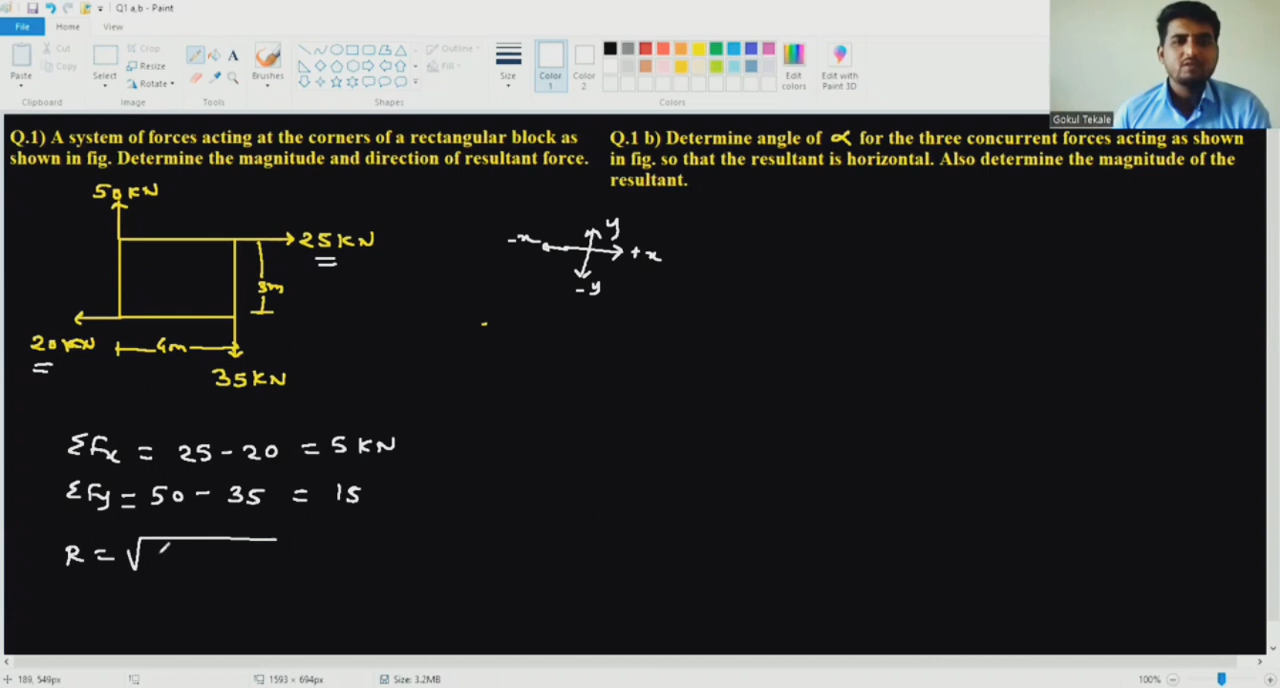 Q1 a,b - Paint
File Home View
Paste
Cut
Copy
Clipboard
Select
Crop
Resize
Rotate
Image
A
Tools
Brushes
Shapes
Outline
Fill
Size
Color 1
Color 2
Edit colors
Colors
Edit with Paint 3D
Gokul Tekale
Q.1) A system of forces acting at the corners of a rectangular block as
shown in fig. Determine the magnitude and direction of resultant force.
Q.1 b) Determine angle of ∝ for the three concurrent forces acting as shown
in fig. so that the resultant is horizontal. Also determine the magnitude of the
resultant.
50 KN
25 KN
3m
20 KN
4m
35 KN
y
-x
+x
-y
ΣFx = 25 - 20 = 5 KN
ΣFy = 50 - 35 = 15
R = √
189, 549px
1593 × 694px
Size: 3.2MB
100%